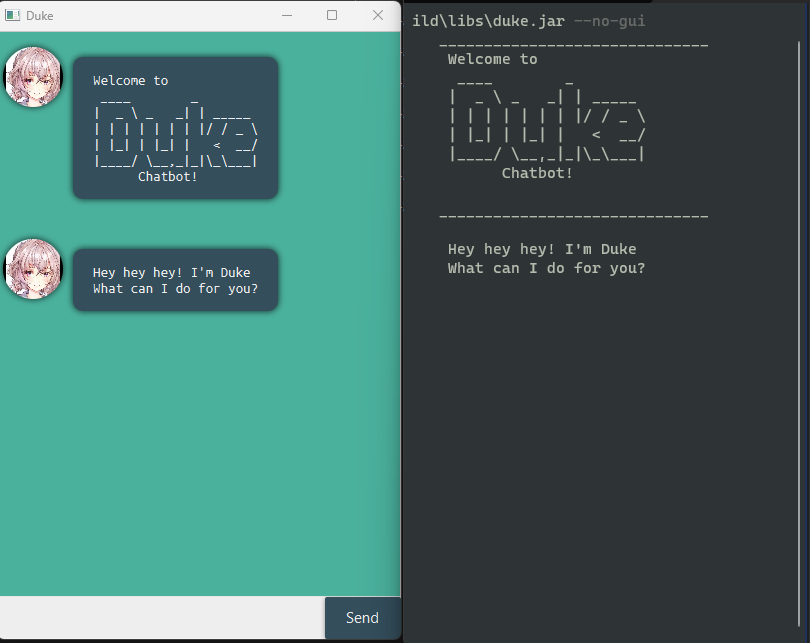 Duke
Welcome to
 ____        _
|  _ \ _   _| | _____
| | | | | | | |/ / _ \
| |_| | |_| |   <  __/
|____/ \__,_|_|\_\___|
      Chatbot!
Hey hey hey! I'm Duke
What can I do for you?
Send
ild\libs\duke.jar --no-gui
______________________________
Welcome to
 ____        _
|  _ \ _   _| | _____
| | | | | | | |/ / _ \
| |_| | |_| |   <  __/
|____/ \__,_|_|\_\___|
      Chatbot!
______________________________
Hey hey hey! I'm Duke
What can I do for you?